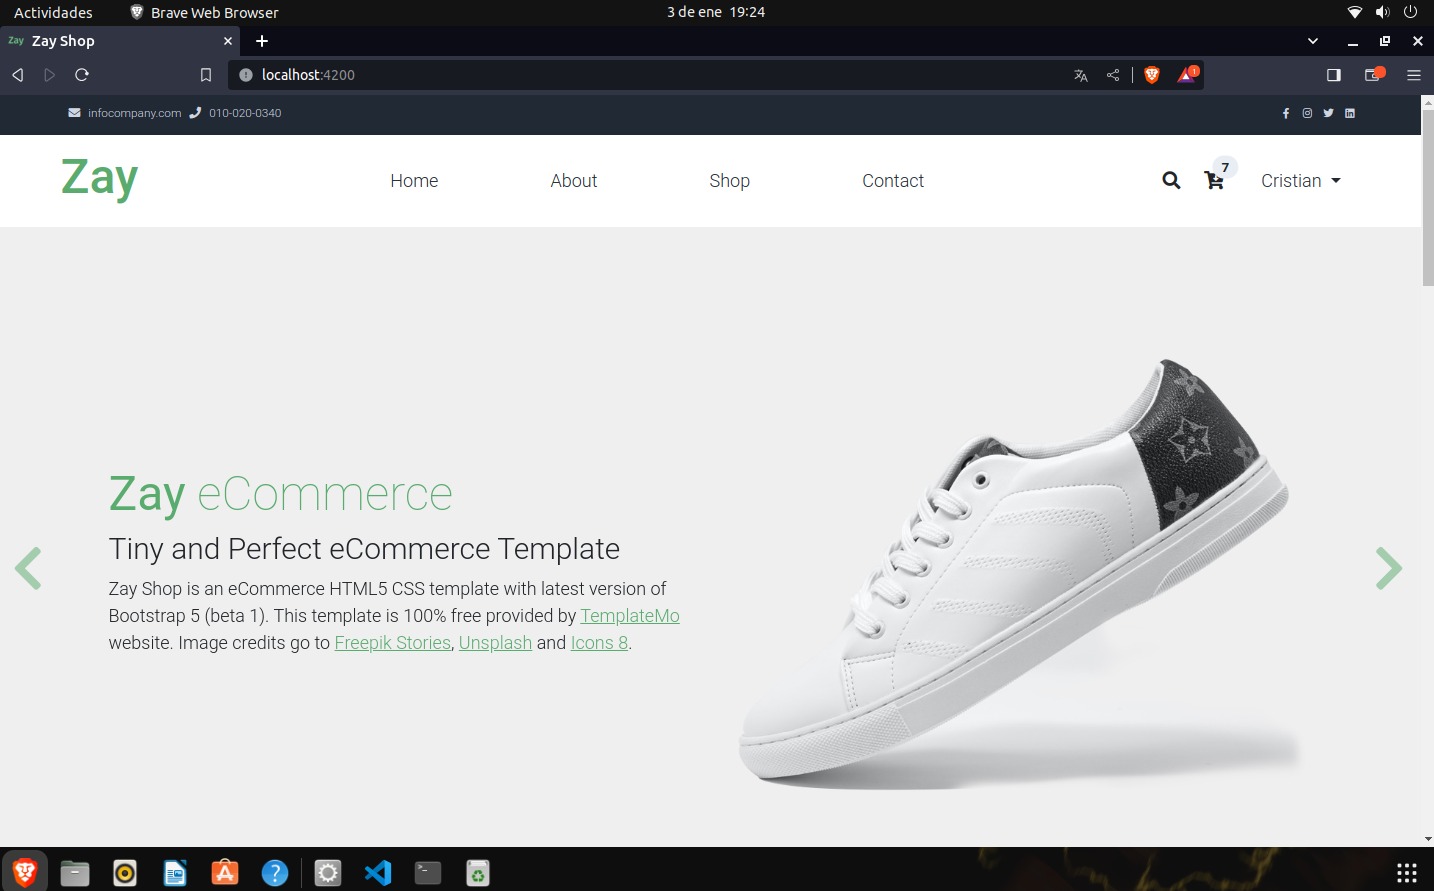 Actividades Brave Web Browser 3 de ene 19:24
Zay Zay Shop
localhost:4200 1
infocompany.com 010-020-0340
Zay Home About Shop Contact 7 Cristian
Zay eCommerce
Tiny and Perfect eCommerce Template
Zay Shop is an eCommerce HTML5 CSS template with latest version of
Bootstrap 5 (beta 1). This template is 100% free provided by TemplateMo
website. Image credits go to Freepik Stories, Unsplash and Icons 8.